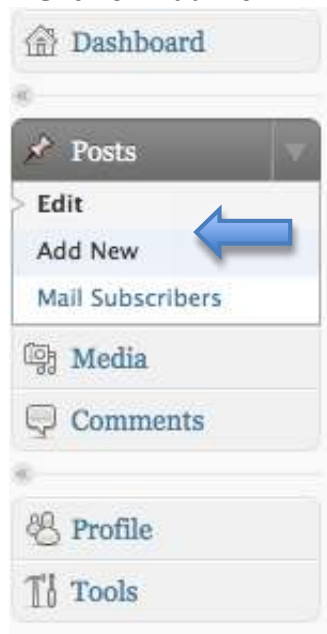 Dashboard
Posts
Edit
Add New
Mail Subscribers
Media
Comments
Profile
Tools